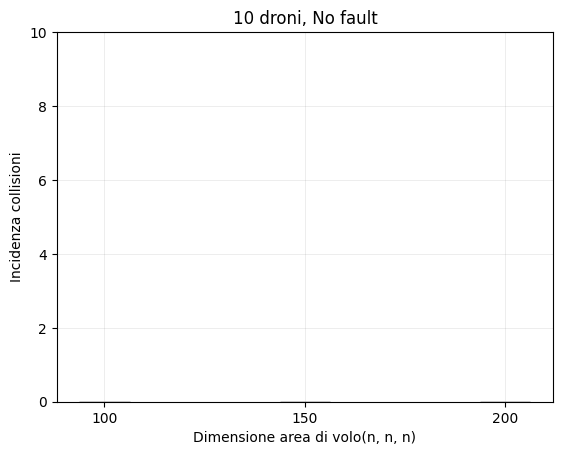 10 droni, No fault
10
8
6
4
2
0
Incidenza collisioni
100 150 200
Dimensione area di volo(n, n, n)